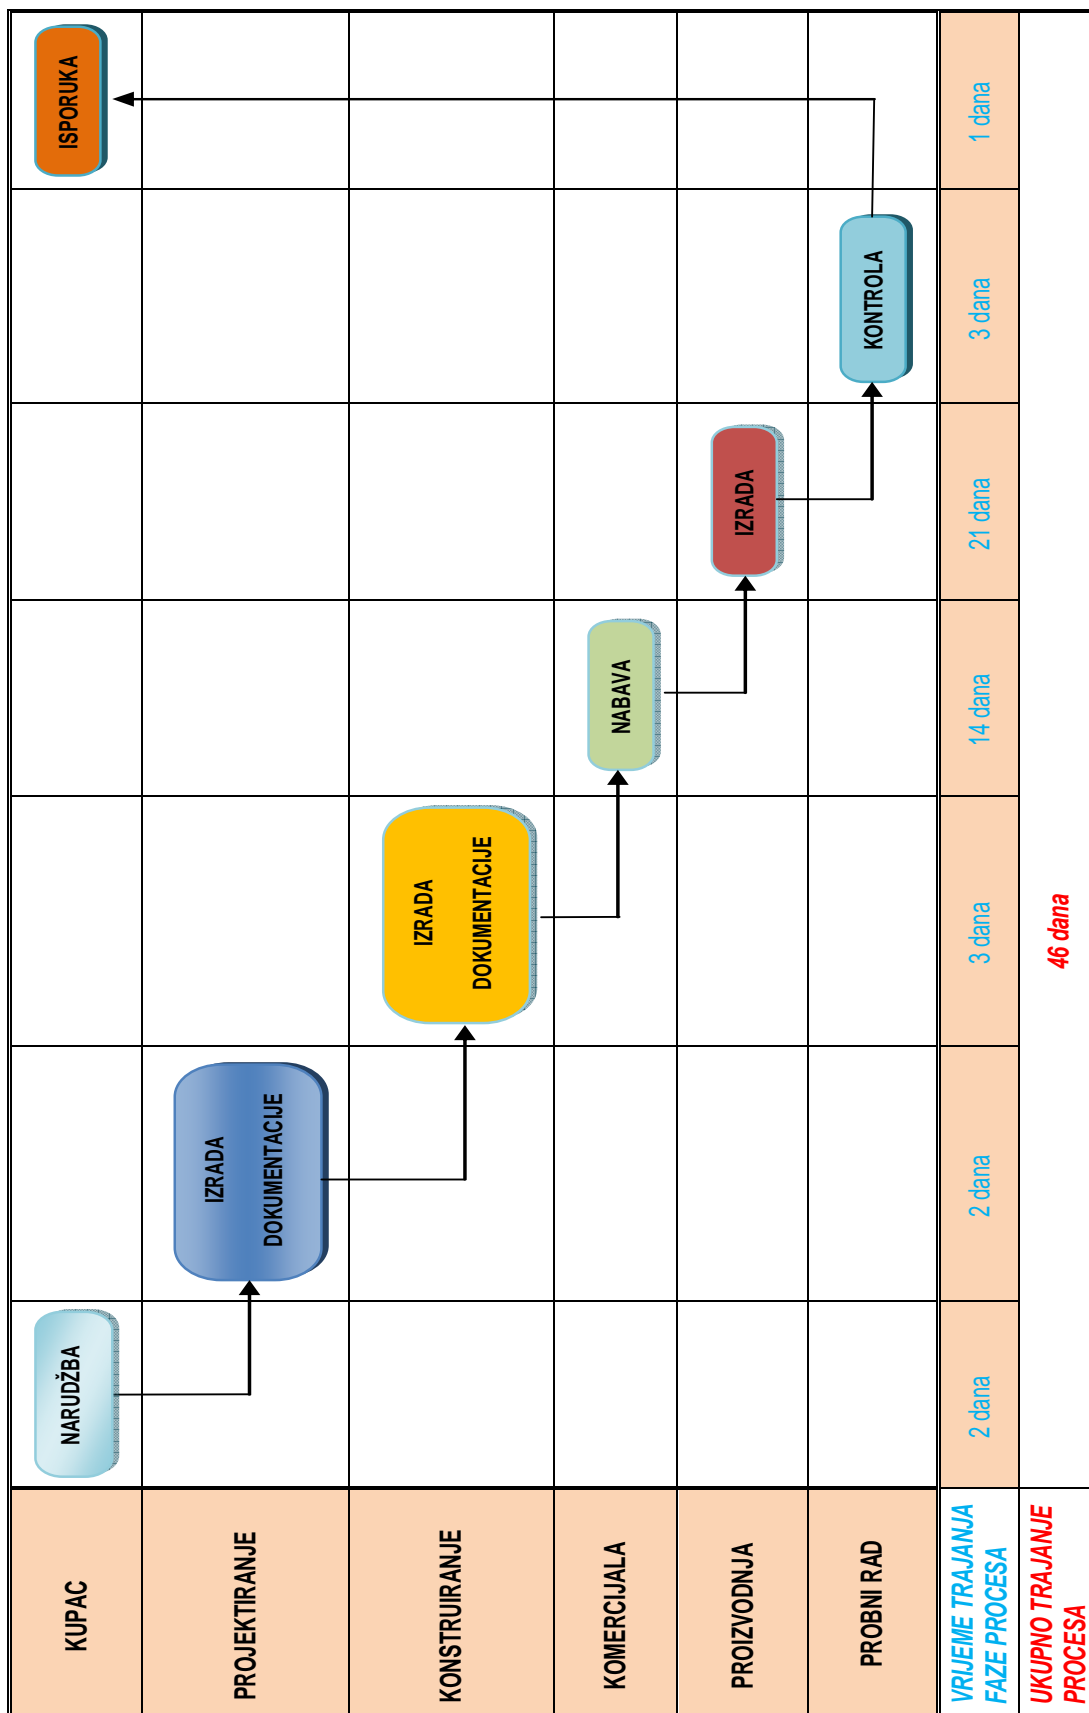 KUPAC
NARUDŽBA
ISPORUKA
PROJEKTIRANJE
IZRADA
DOKUMENTACIJE
KONSTRUIRANJE
IZRADA
DOKUMENTACIJE
KOMERCIJALA
NABAVA
PROIZVODNJA
IZRADA
PROBNI RAD
KONTROLA
VRIJEME TRAJANJA
FAZE PROCESA
2 dana
2 dana
3 dana
14 dana
21 dana
3 dana
1 dana
UKUPNO TRAJANJE
PROCESA
46 dana